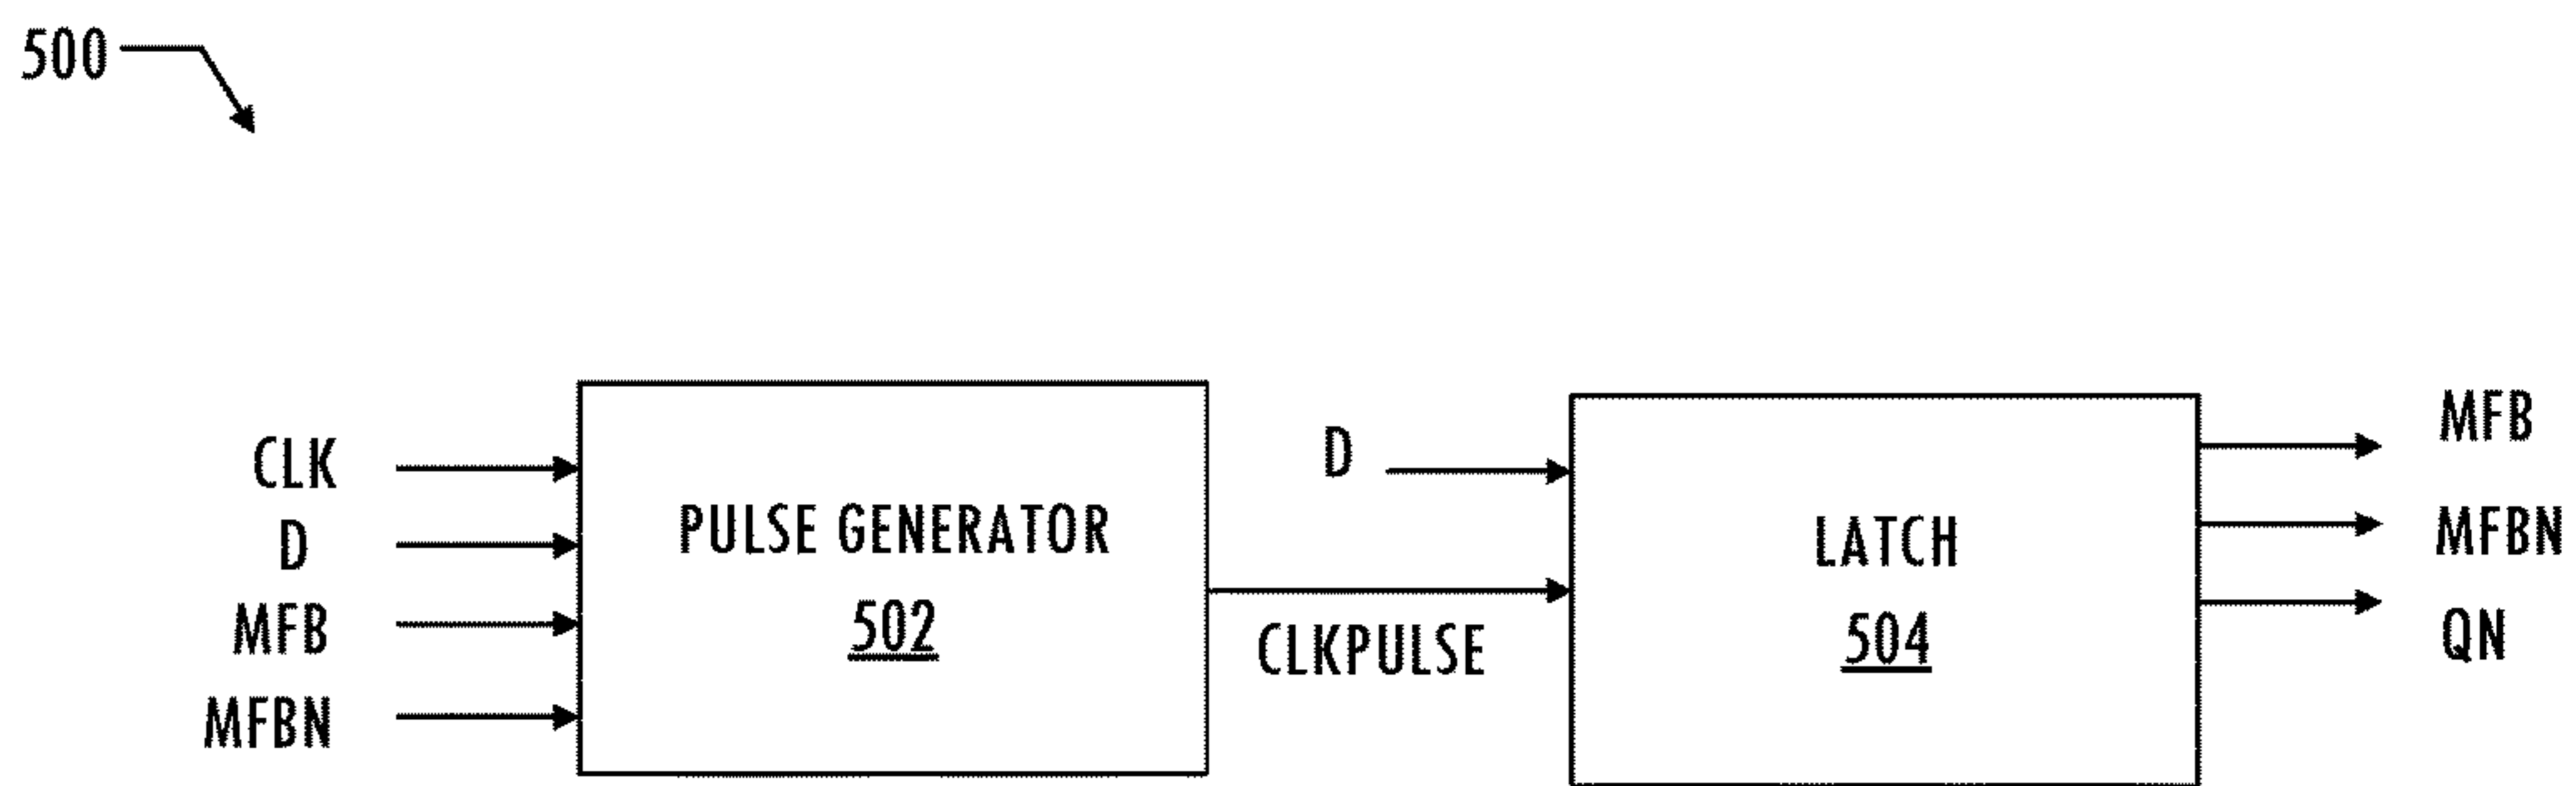 500
CLK
D
MFB
MFBN
PULSE GENERATOR
502
D
CLKPULSE
LATCH
504
MFB
MFBN
QN